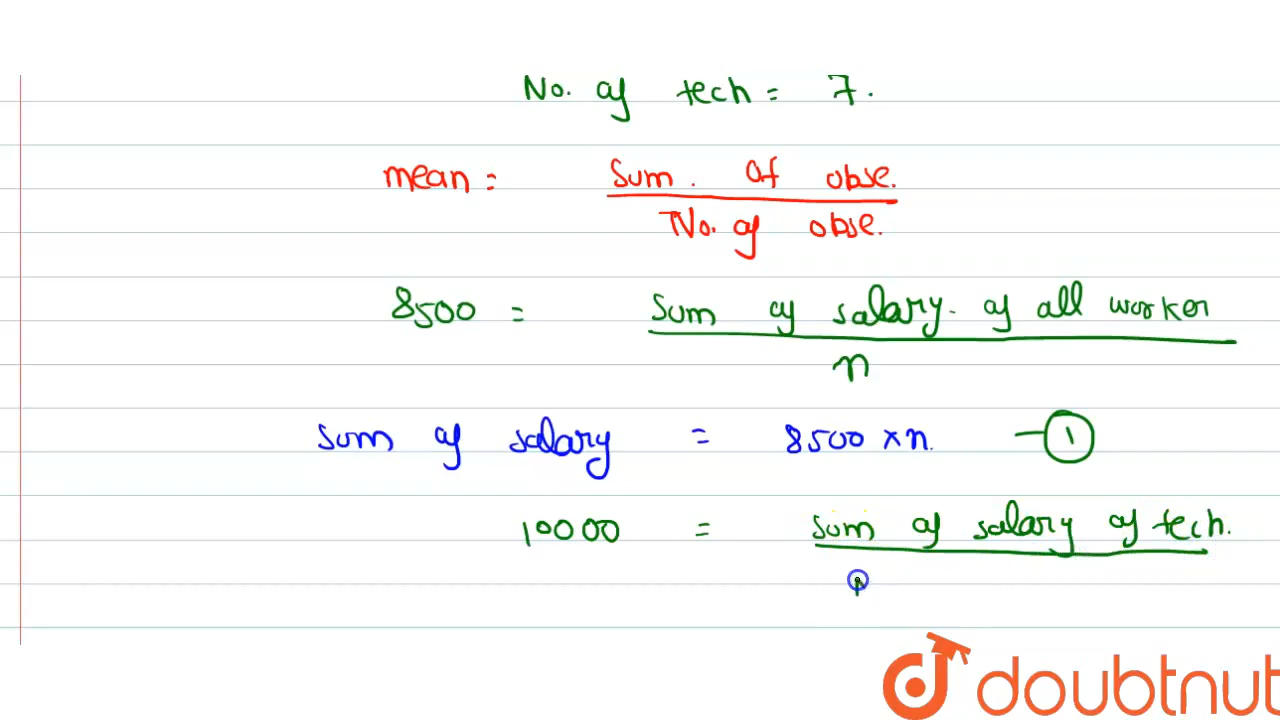 No. of tech = 7.
mean = Sum. Of obse.
No. of obse.
8500 = Sum of salary. of all worker
n
Sum of salary = 8500 × n. – 1
10000 = Sum of salary of tech.
doubtnut